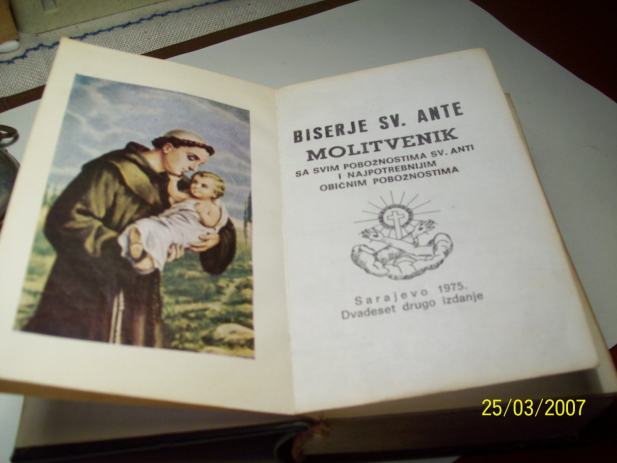 BISERJE SV. ANTE
MOLITVENIK
SA SVIM POBOŽNOSTIMA SV. ANTI
I NAJPOTREBNIJIM
OBIČNIM POBOŽNOSTIMA
Sarajevo 1975.
Dvadeset drugo izdanje
25/03/2007